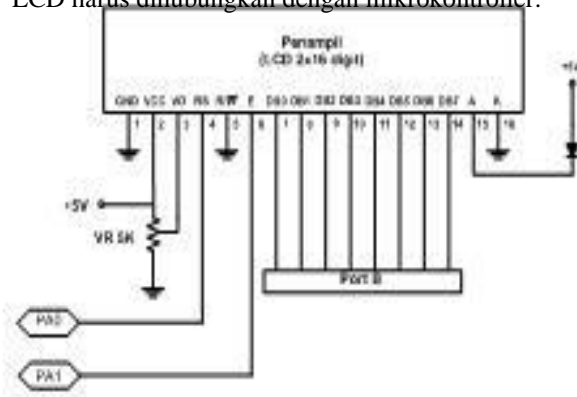 LCD harus dihubungkan dengan mikrokontroller.
Penampil
(LCD 2x16 digit)
GND VCC VO RS R/W E DB0 DB1 DB2 DB3 DB4 DB5 DB6 DB7 A K
1 2 3 4 5 6 7 8 9 10 11 12 13 14 15 16
+5V
VR 5K
Port B
PA0
PA1